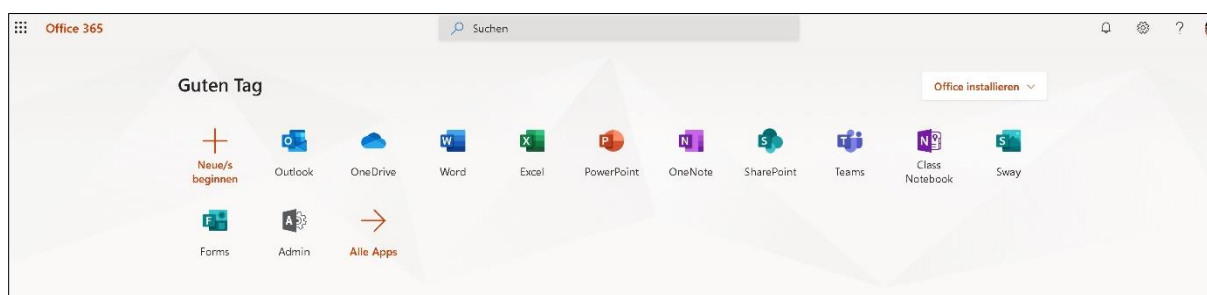 Office 365
Suchen
?
Guten Tag
Office installieren
Neue/s
beginnen
Outlook
OneDrive
Word
Excel
PowerPoint
OneNote
SharePoint
Teams
Class
Notebook
Sway
Forms
Admin
Alle Apps